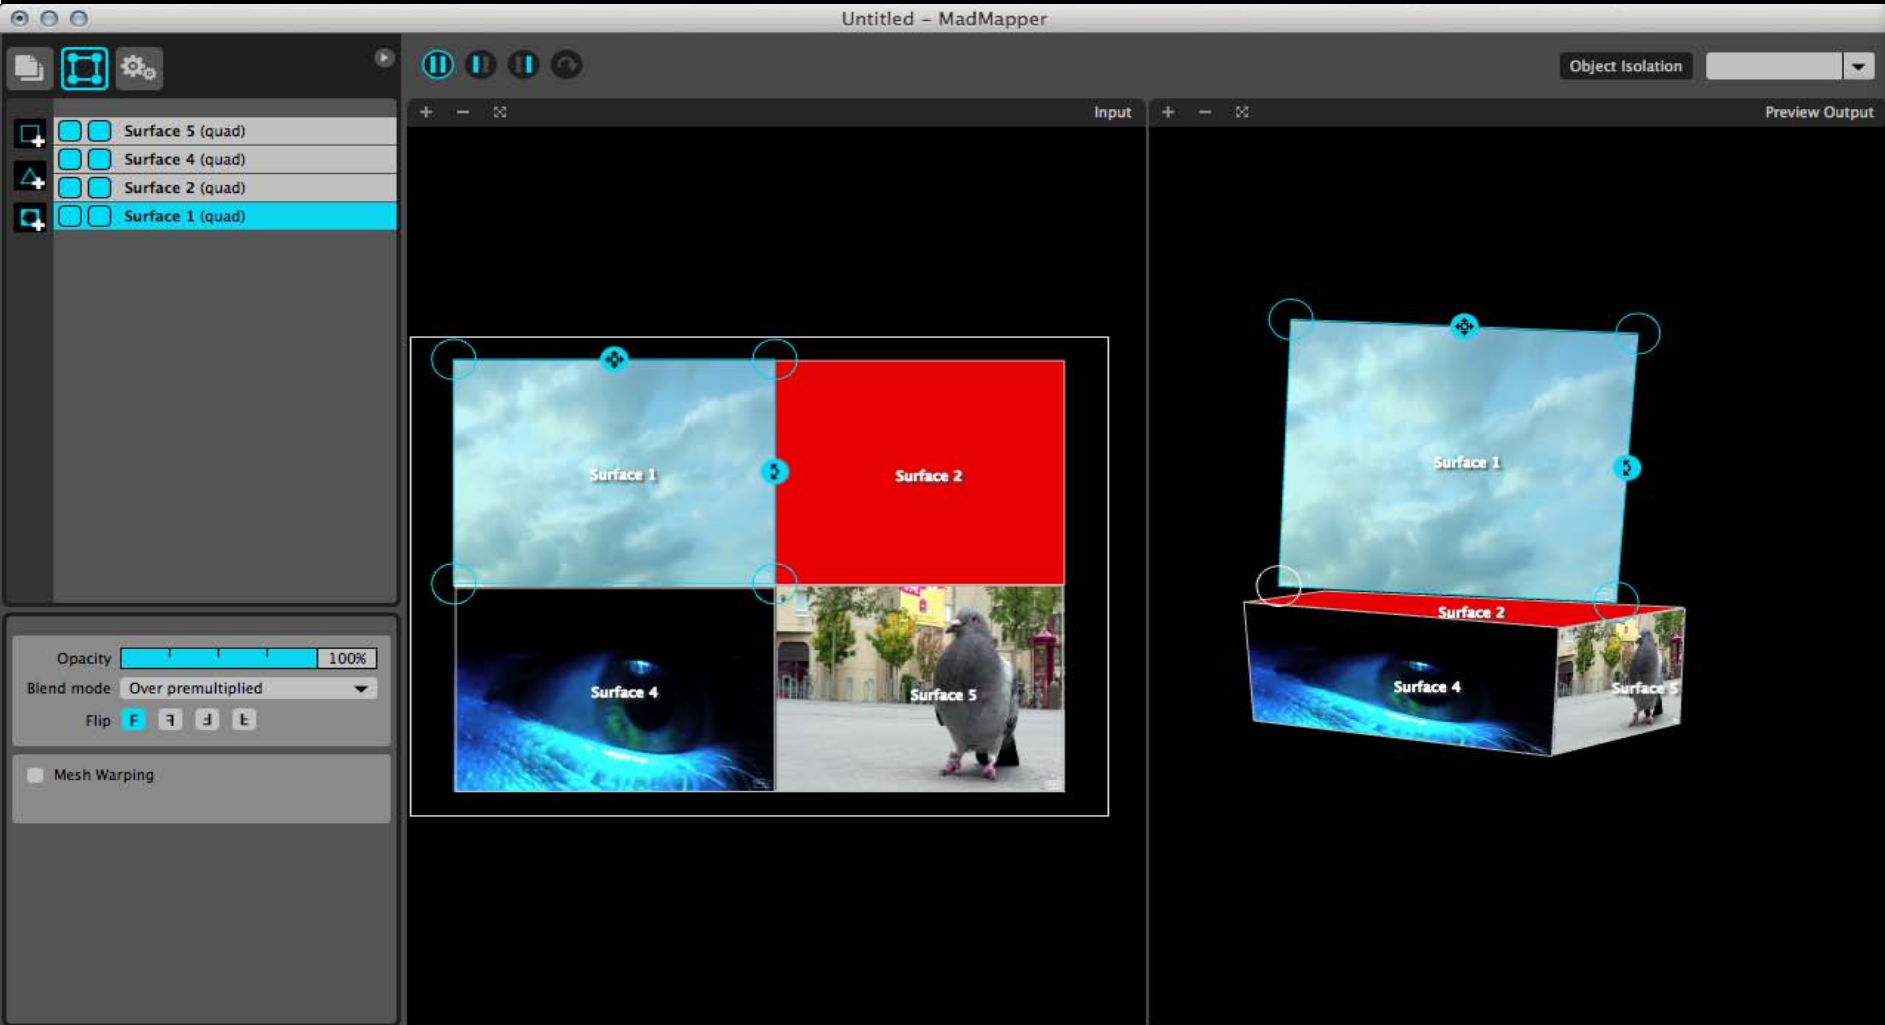 Untitled – MadMapper
Object Isolation
Input
Preview Output
Surface 5 (quad)
Surface 4 (quad)
Surface 2 (quad)
Surface 1 (quad)
Opacity 100%
Blend mode Over premultiplied
Flip F F F F
Mesh Warping
Surface 1
Surface 2
Surface 4
Surface 5
Surface 1
Surface 2
Surface 4
Surface 5